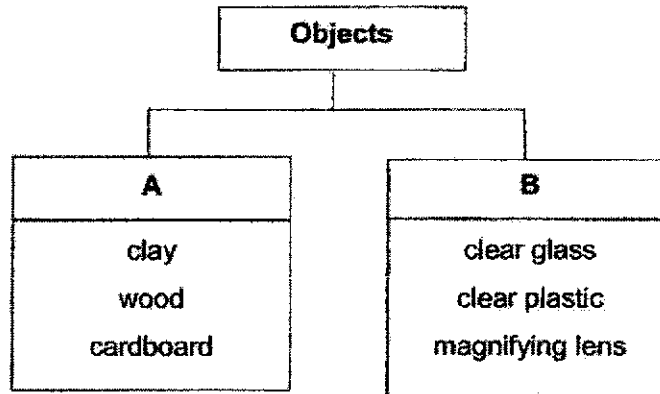 Objects
A
clay
wood
cardboard
B
clear glass
clear plastic
magnifying lens